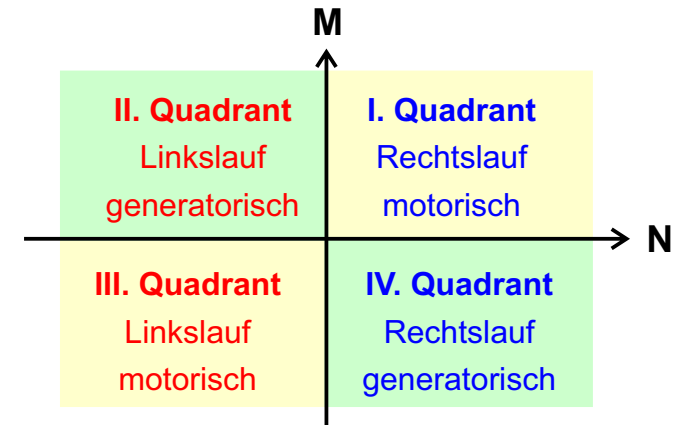 M
II. Quadrant
Linkslauf
generatorisch
I. Quadrant
Rechtslauf
motorisch
N
III. Quadrant
Linkslauf
motorisch
IV. Quadrant
Rechtslauf
generatorisch